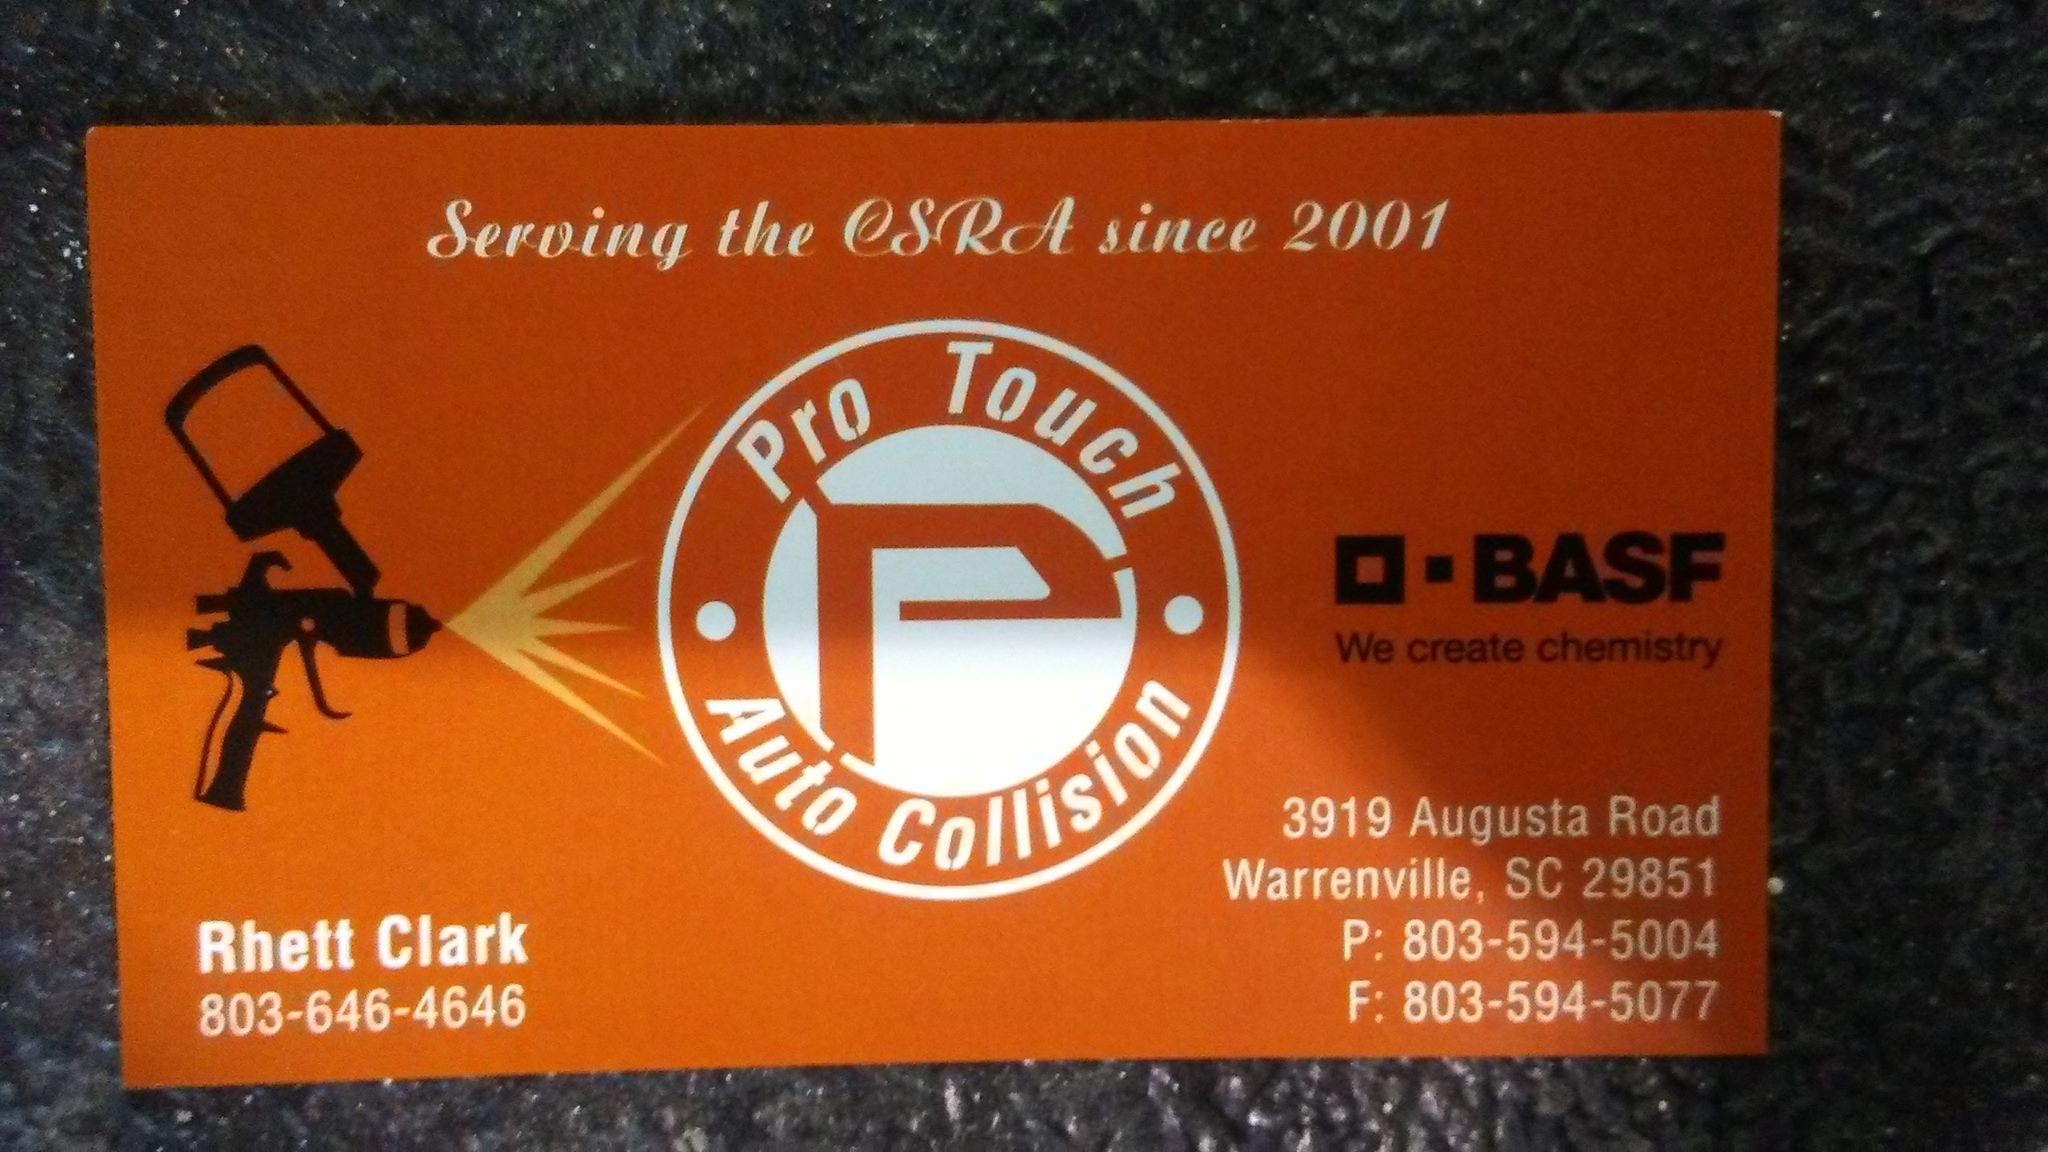 Serving the CSRA since 2001
Pro Touch
P
Auto Collision
BASF
We create chemistry
3919 Augusta Road
Warrenville, SC 29851
P: 803-594-5004
F: 803-594-5077
Rhett Clark
803-646-4646